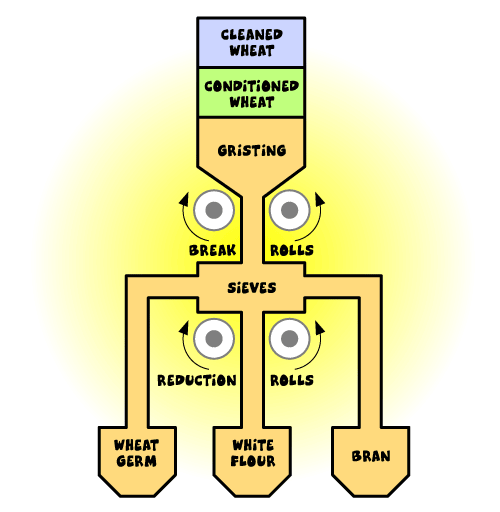 CLEANED
WHEAT
CONDITIONED
WHEAT
GRISTING
BREAK ROLLS
SIEVES
REDUCTION ROLLS
WHEAT
GERM
WHITE
FLOUR
BRAN